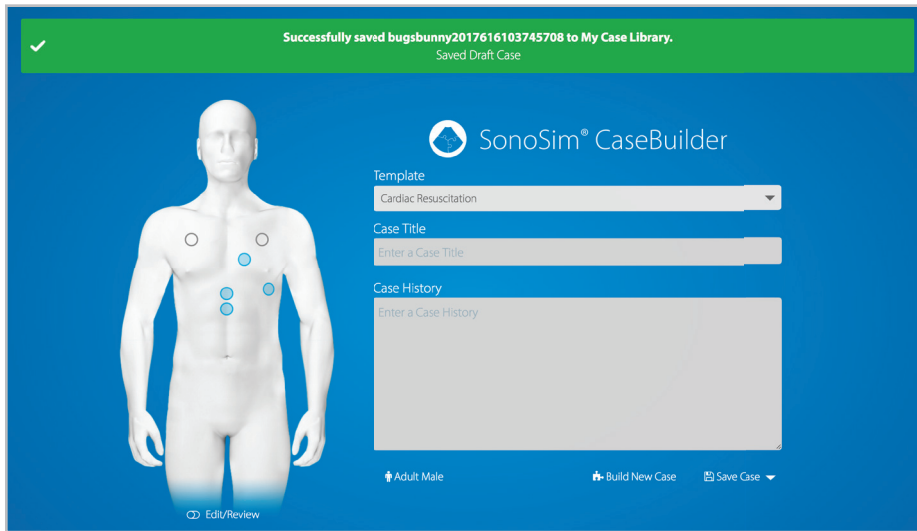 Successfully saved bugsbunny2017616103745708 to My Case Library.
Saved Draft Case
SonoSim® CaseBuilder
Template
Cardiac Resuscitation
Case Title
Enter a Case Title
Case History
Enter a Case History
Adult Male
Build New Case
Save Case
Edit/Review